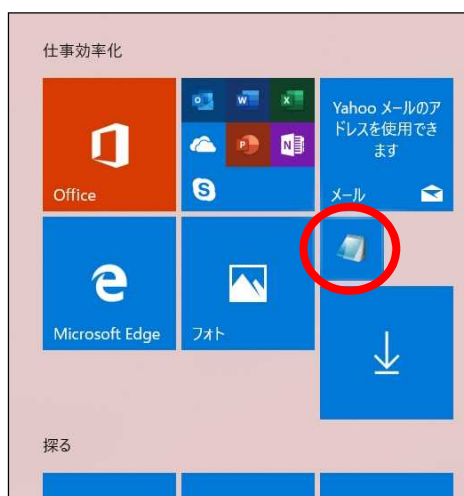 仕事効率化
Office
Yahoo メールのア
ドレスを使用でき
ます
メール
Microsoft Edge
フォト
探る